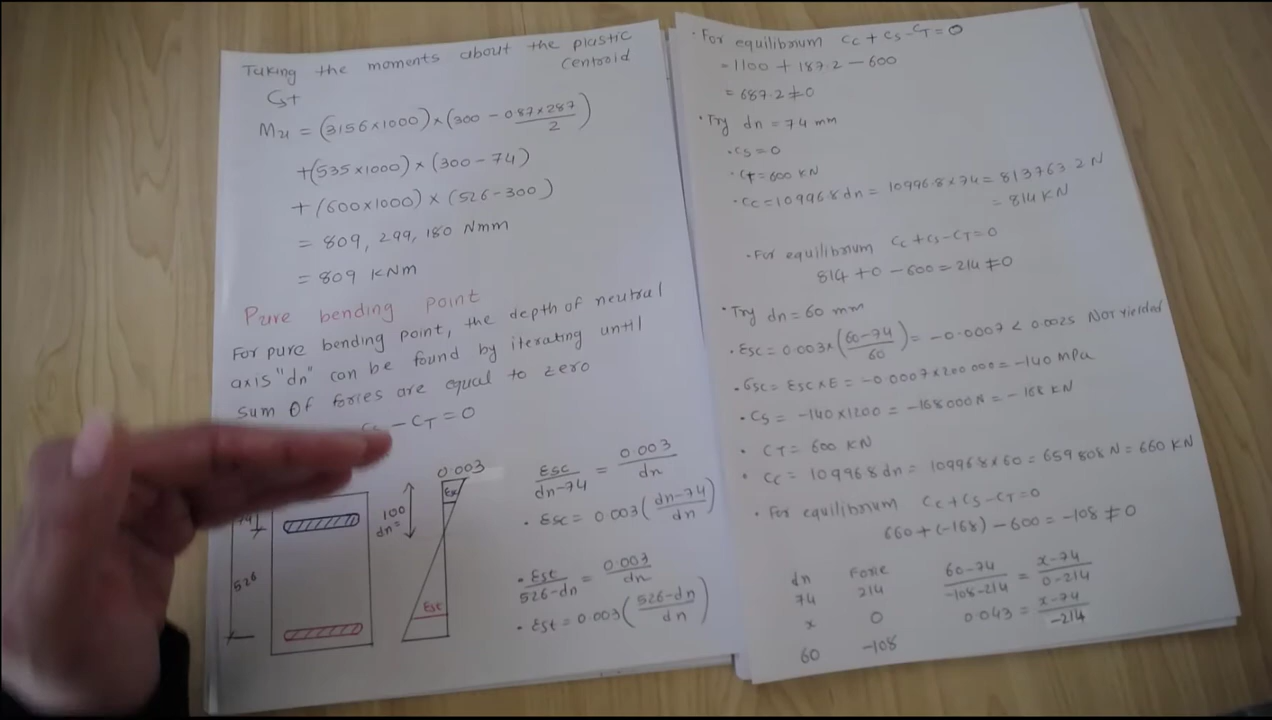 Taking the moments about the plastic
centroid
Cst
Mu = (3156×1000)×(300 - 0.87×287/2)
+(535×1000) × (300-74)
+ (600×1000) × (526-300)
= 809, 299, 180 Nmm
= 809 KNm
Pure bending point
For pure bending point, the depth of neutral
axis "dn" can be found by iterating until
sum of forces are equal to zero
- CT = 0
74
526
100
dn=
0.003
Esc
Est
Esc/dn-74 = 0.003/dn
• Esc = 0.003(dn-74/dn)
• Est/526-dn = 0.003/dn
• Est = 0.003(526-dn/dn)
• For equilibrium Cc + Cs - CT = 0
= 1100 + 187.2 - 600
= 687.2 ≠ 0
• Try dn = 74 mm
• Cs = 0
• CT = 600 KN
• Cc = 10996.8 dn = 10996.8 × 74 = 813763.2 N
= 814 KN
• For equilibrium Cc + Cs - CT = 0
814 + 0 - 600 = 214 ≠ 0
• Try dn = 60 mm
• Esc = 0.003×(60-74/60) = -0.0007 < 0.0025 Not yielded
• σsc = Esc × E = -0.0007 × 200 000 = -140 mpa
• Cs = -140 × 1200 = -168000 N = -168 KN
• CT = 600 KN
• Cc = 10996.8 dn = 10996.8 × 60 = 659808 N = 660 KN
• For equilibrium Cc + Cs - CT = 0
660 + (-168) - 600 = -108 ≠ 0
dn Force
74 214
x 0
60 -108
60-74/-108-214 = x-74/0-214
0.043 = x-74/-214